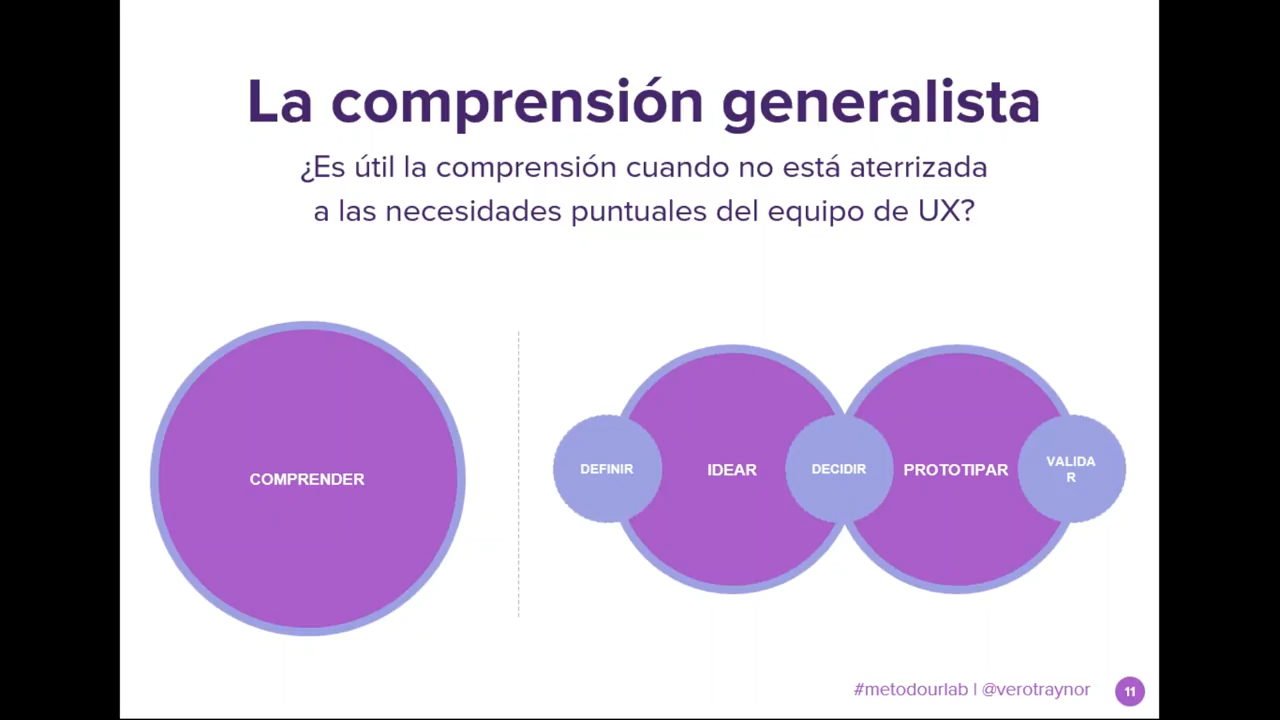 La comprensión generalista
¿Es útil la comprensión cuando no está aterrizada
a las necesidades puntuales del equipo de UX?
COMPRENDER
DEFINIR
IDEAR
DECIDIR
PROTOTIPAR
VALIDA
R
#metodourlab | @verotraynor
11